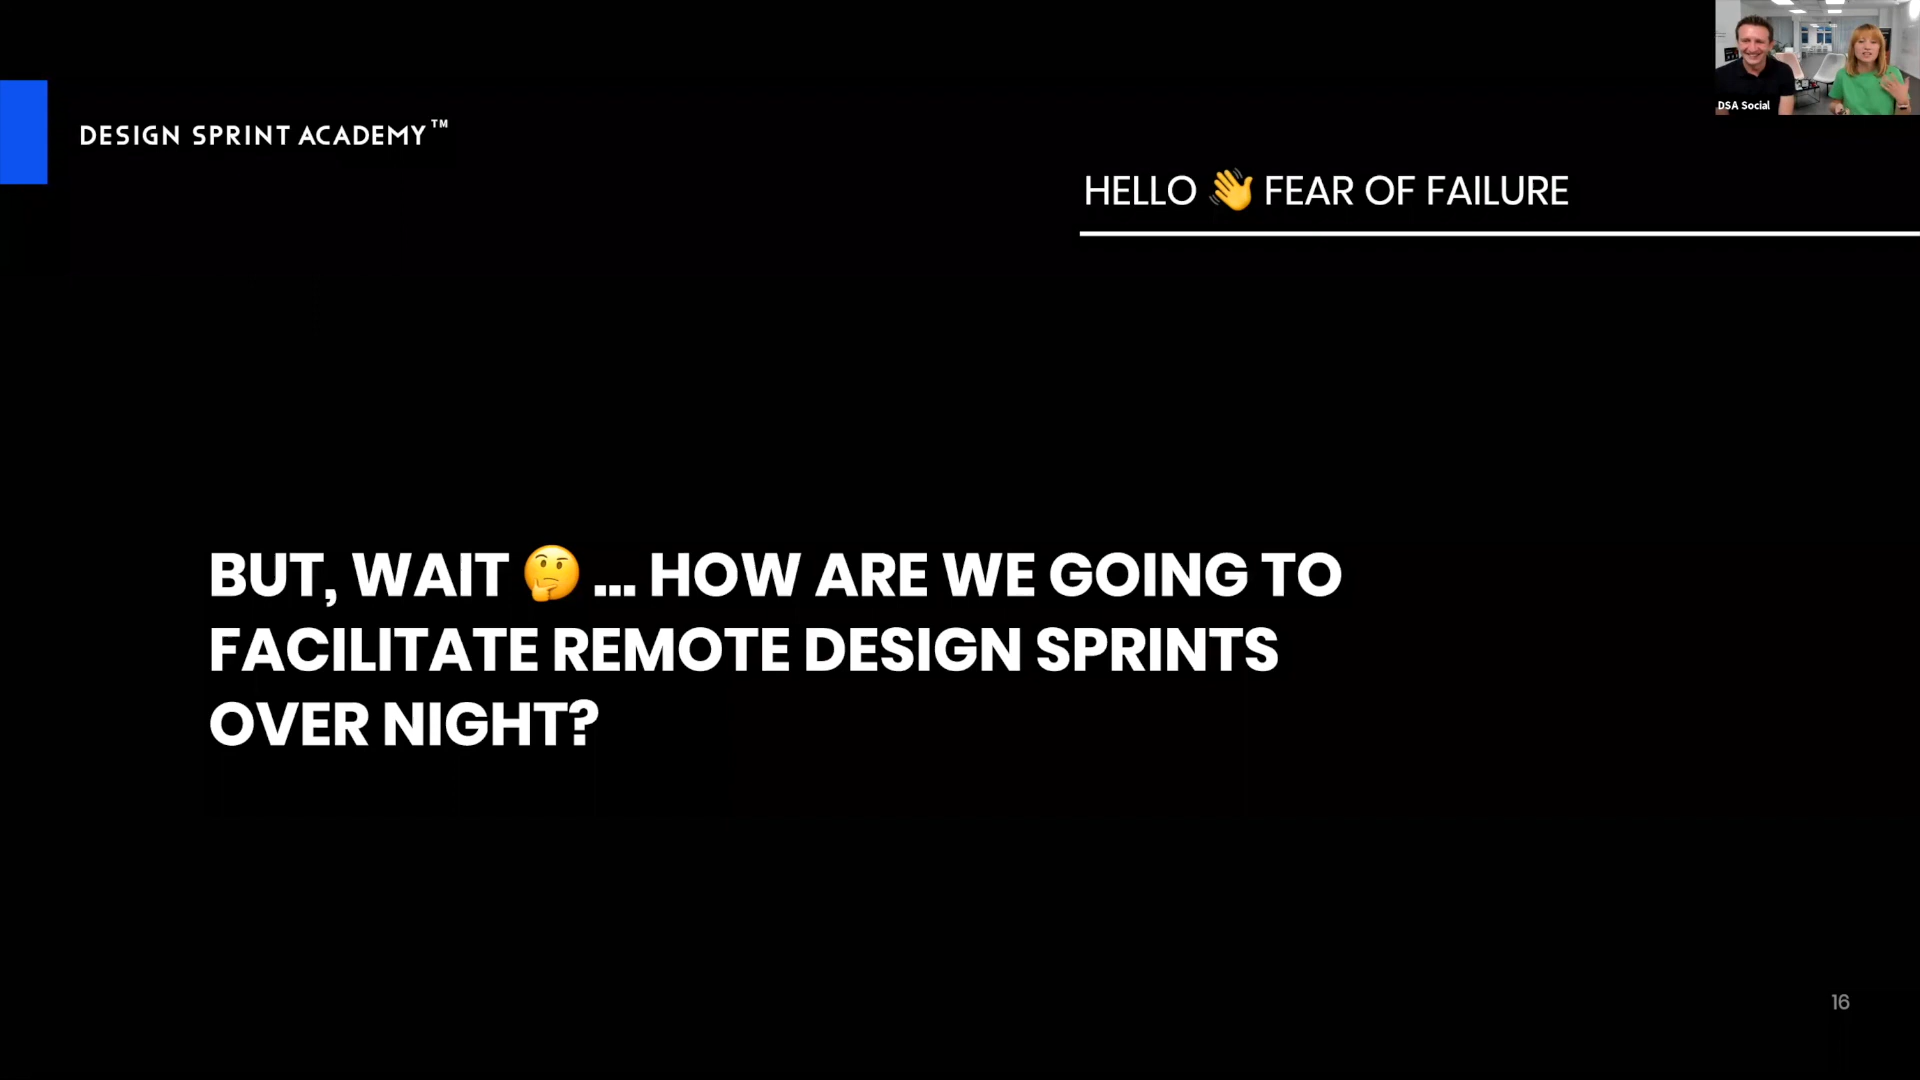 DSA Social
DESIGN SPRINT ACADEMY™
HELLO 👋 FEAR OF FAILURE
BUT, WAIT 🤔 ... HOW ARE WE GOING TO
FACILITATE REMOTE DESIGN SPRINTS
OVER NIGHT?
16